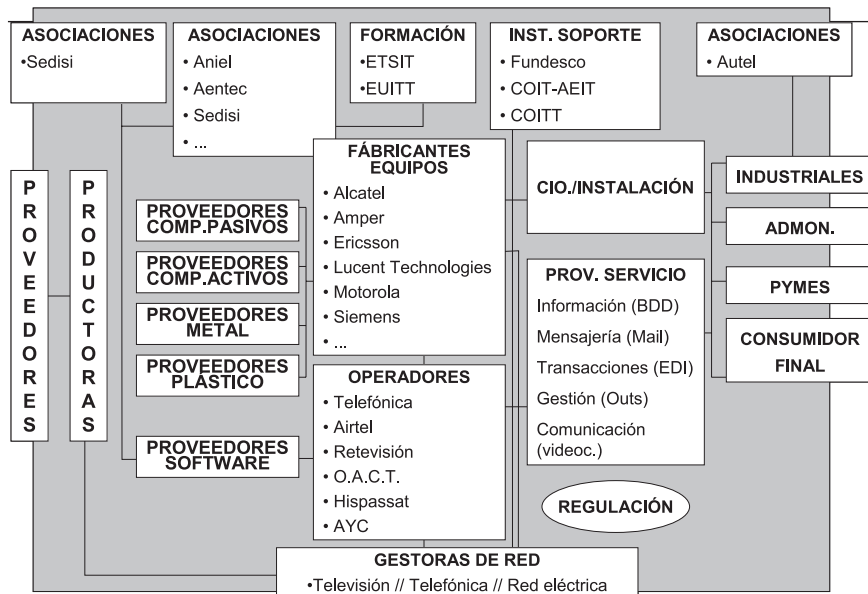 ASOCIACIONES
•Sedisi
ASOCIACIONES
• Aniel
• Aentec
• Sedisi
• ...
FORMACIÓN
•ETSIT
•EUITT
INST. SOPORTE
• Fundesco
• COIT-AEIT
• COITT
ASOCIACIONES
• Autel
PROVEEDORES
PRODUCTORAS
PROVEEDORES
COMP.PASIVOS
PROVEEDORES
COMP.ACTIVOS
PROVEEDORES
METAL
PROVEEDORES
PLÁSTICO
PROVEEDORES
SOFTWARE
FÁBRICANTES
EQUIPOS
• Alcatel
• Amper
• Ericsson
• Lucent Technologies
• Motorola
• Siemens
• ...
OPERADORES
• Telefónica
• Airtel
• Retevisión
• O.A.C.T.
• Hispassat
• AYC
CIO./INSTALACIÓN
PROV. SERVICIO
Información (BDD)
Mensajería (Mail)
Transacciones (EDI)
Gestión (Outs)
Comunicación
(videoc.)
REGULACIÓN
INDUSTRIALES
ADMON.
PYMES
CONSUMIDOR
FINAL
GESTORAS DE RED
•Televisión // Telefónica // Red eléctrica